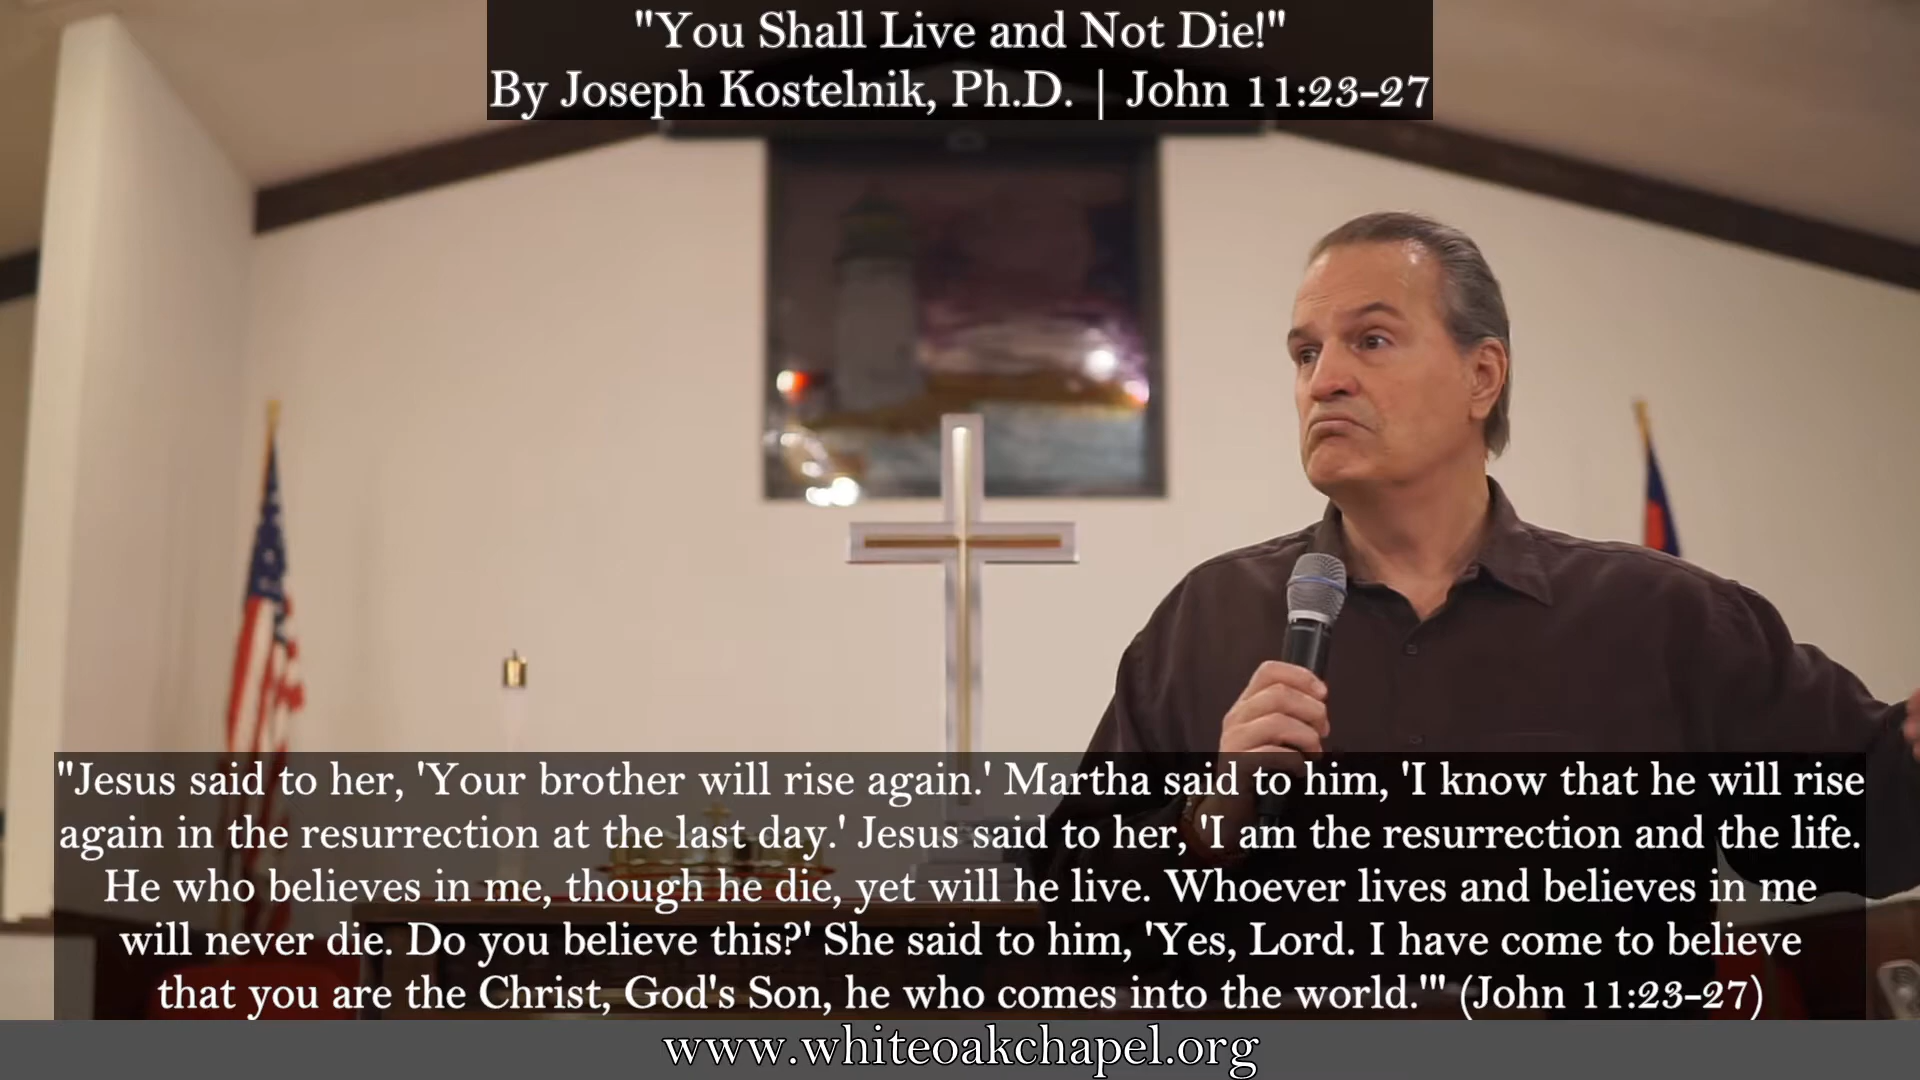 "You Shall Live and Not Die!"
By Joseph Kostelnik, Ph.D. | John 11:23-27
"Jesus said to her, 'Your brother will rise again.' Martha said to him, 'I know that he will rise
again in the resurrection at the last day.' Jesus said to her, 'I am the resurrection and the life.
He who believes in me, though he die, yet will he live. Whoever lives and believes in me
will never die. Do you believe this?' She said to him, 'Yes, Lord. I have come to believe
that you are the Christ, God's Son, he who comes into the world.'" (John 11:23-27)
www.whiteoakchapel.org